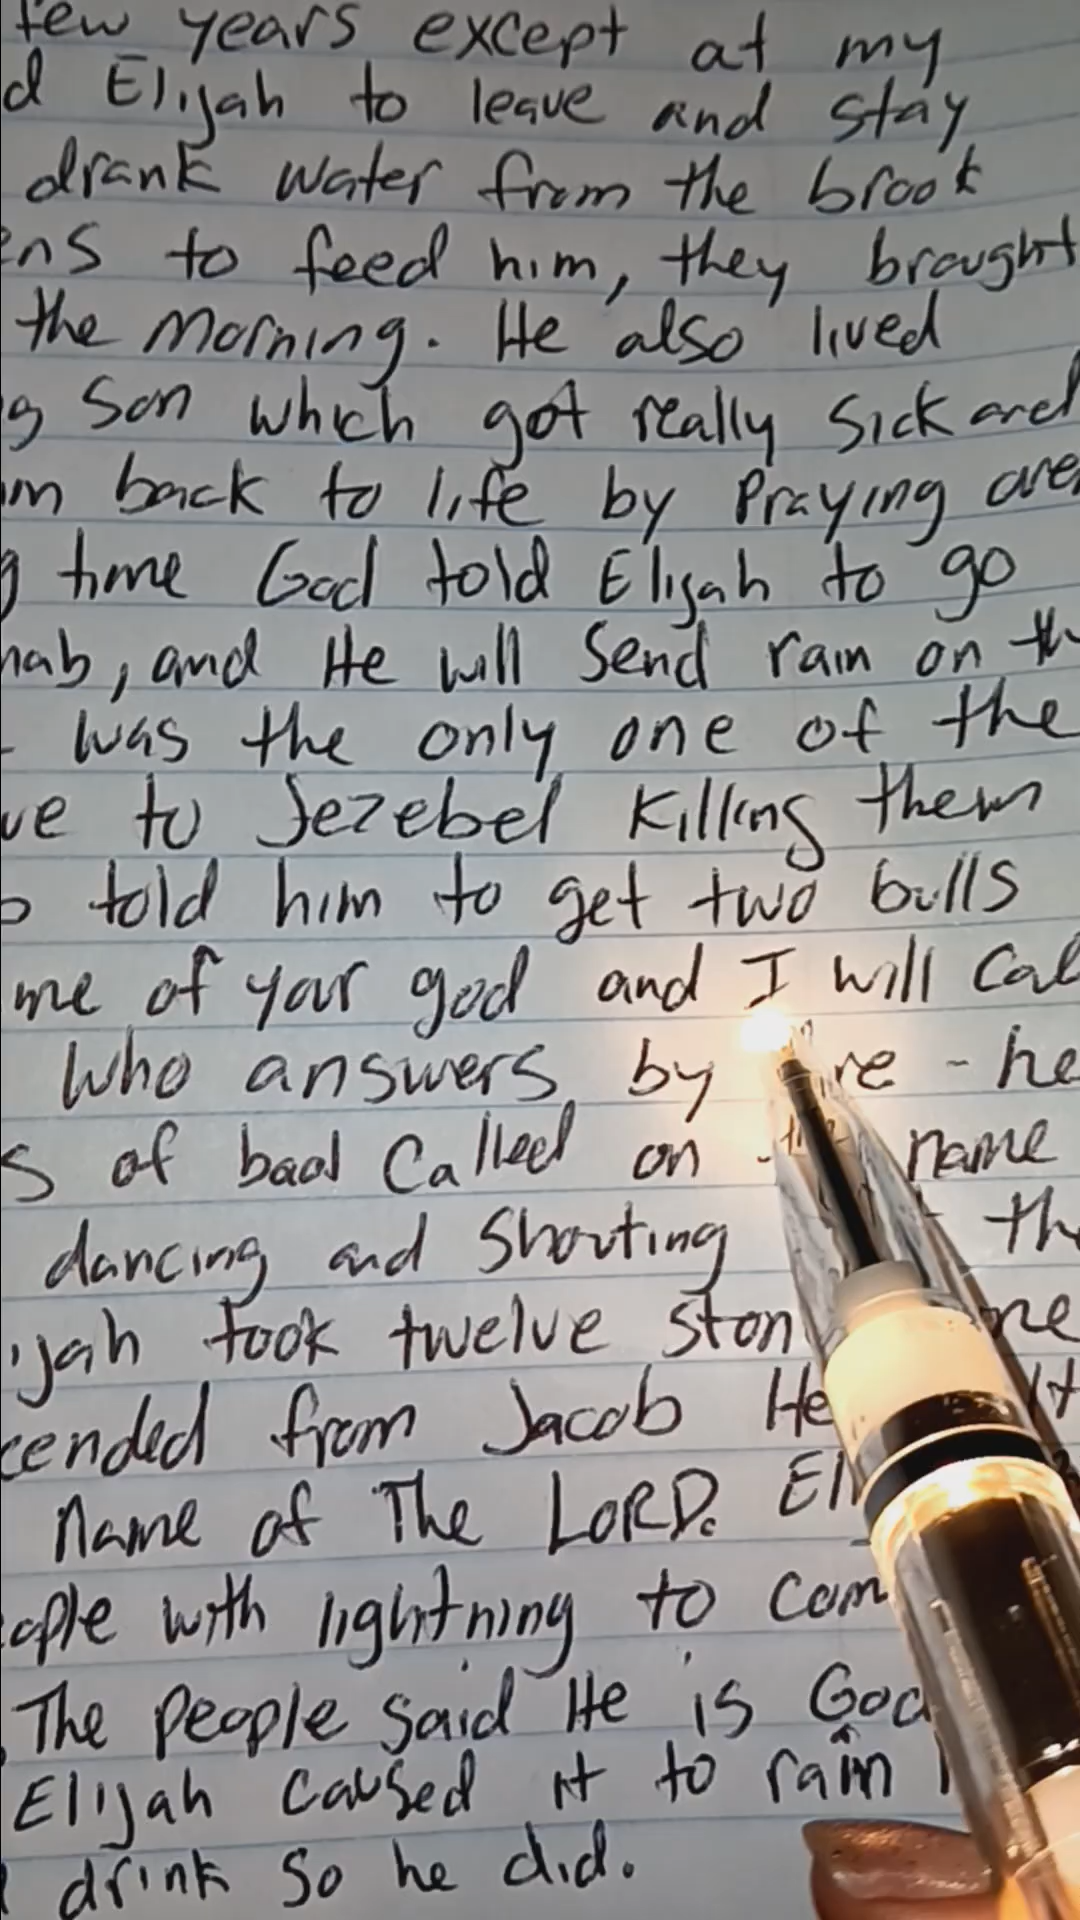 few years except at my
d Elijah to leave and stay
drank water from the brook
ens to feed him, they brought
the Morning. He also lived
g son which got really sick and
im back to life by Praying over
g time God told Elijah to go
hab, and He will Send rain on th
was the only one of the
ve to Jezebel Killing them
o told him to get two bulls
me of your god and I will Cal
Who answers by re - he
s of baal Called on the name
dancing and Shouting th
ijah took twelve ston ne
cended from Jacob He lt
Name of The LORD. Eli
eople with lightning to com
The People Said He is God
Elijah Caused it to rain
drink So he did.